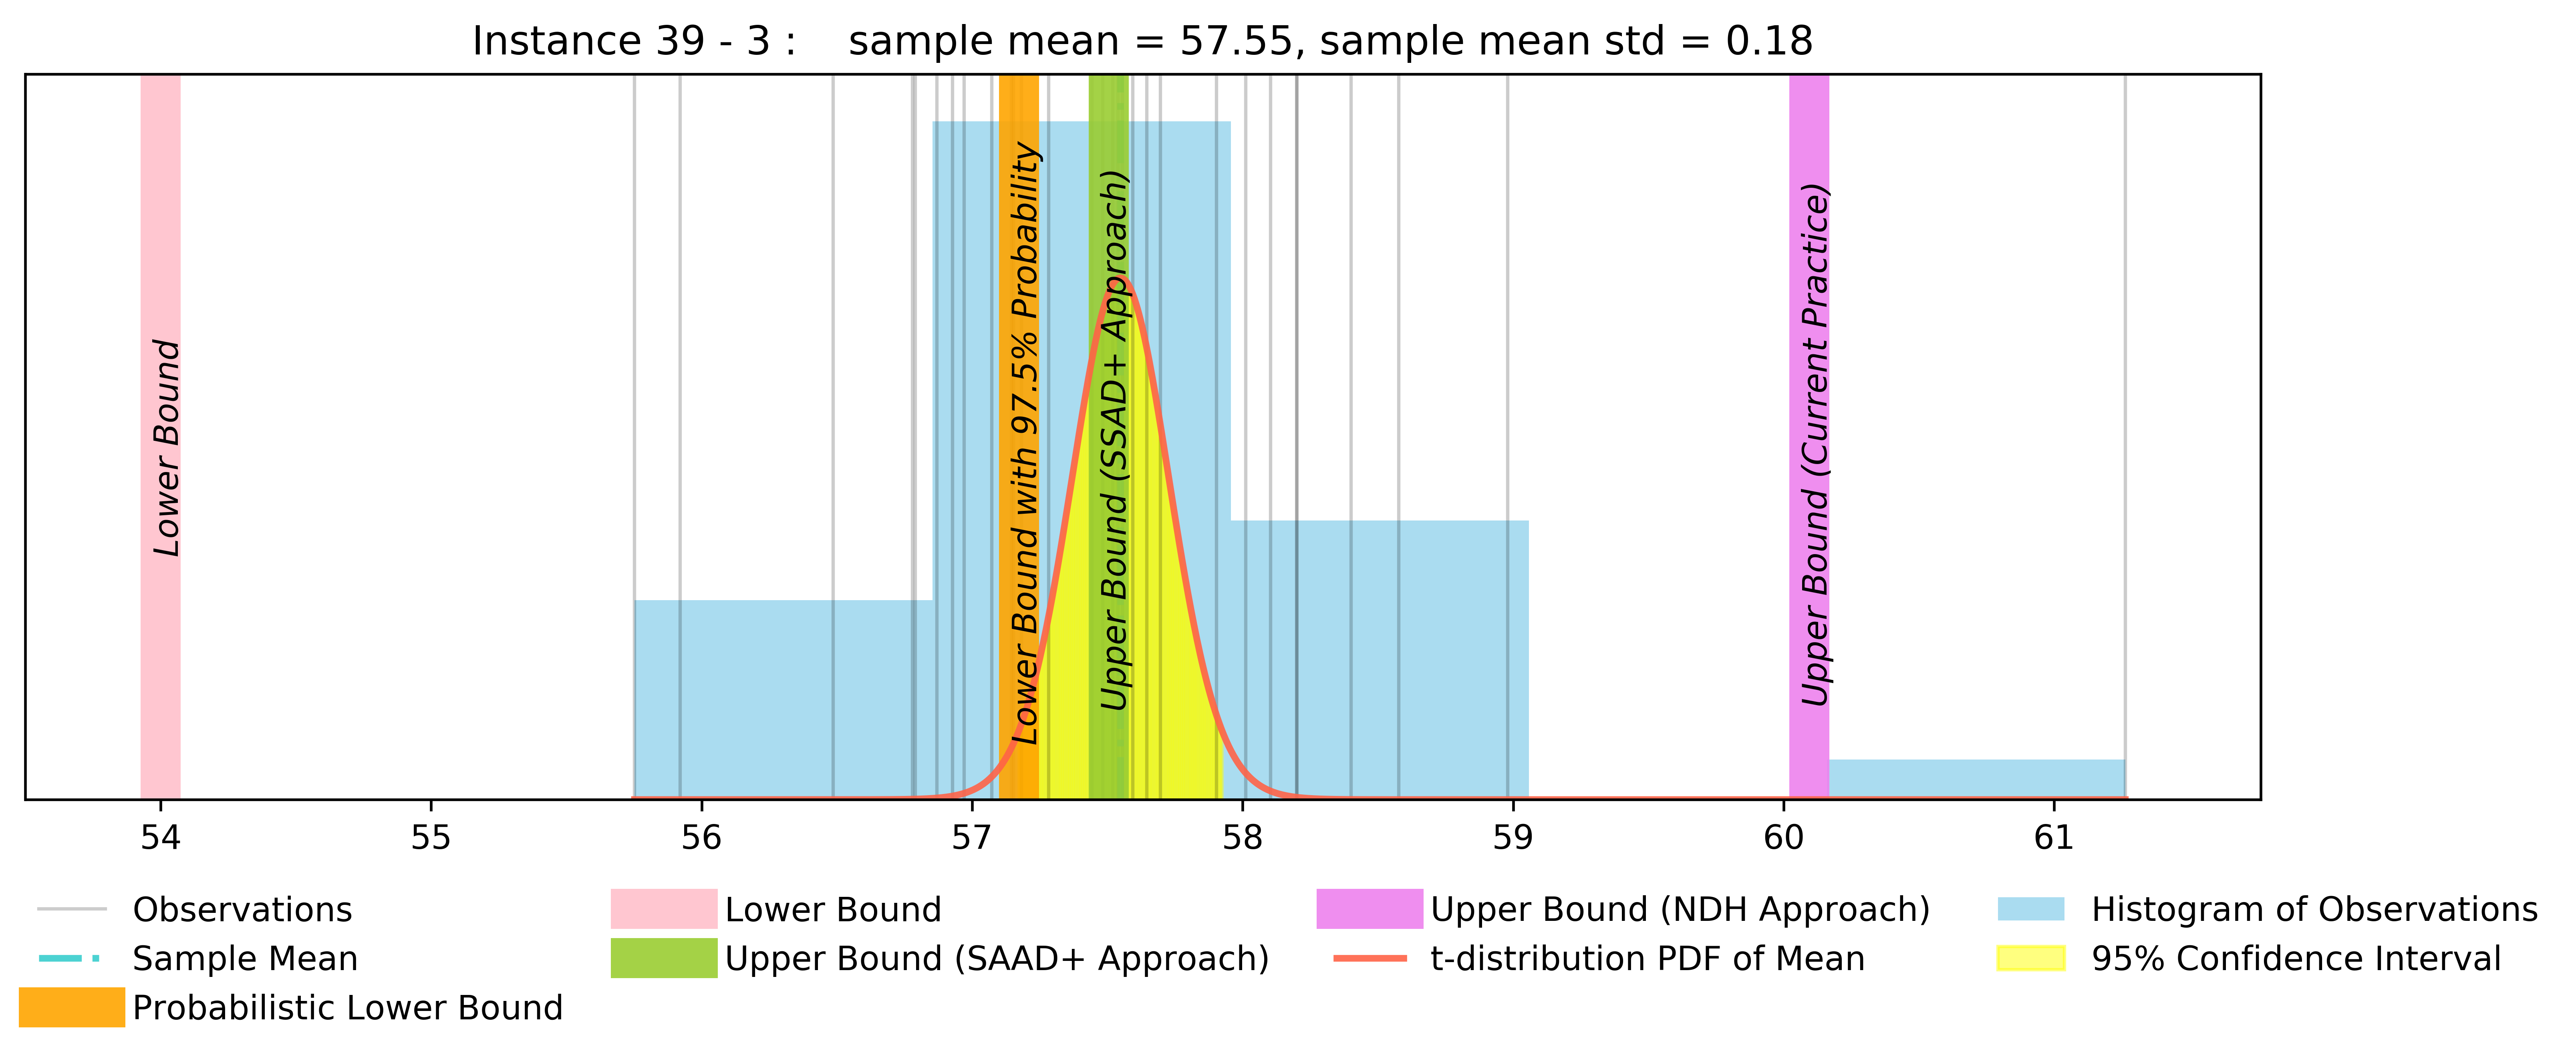 Instance 39 - 3 :    sample mean = 57.55, sample mean std = 0.18
Lower Bound
Lower Bound with 97.5% Probability
Upper Bound (SSAD+ Approach)
Upper Bound (Current Practice)
54 55 56 57 58 59 60 61
Observations
Sample Mean
Probabilistic Lower Bound
Lower Bound
Upper Bound (SAAD+ Approach)
Upper Bound (NDH Approach)
t-distribution PDF of Mean
Histogram of Observations
95% Confidence Interval